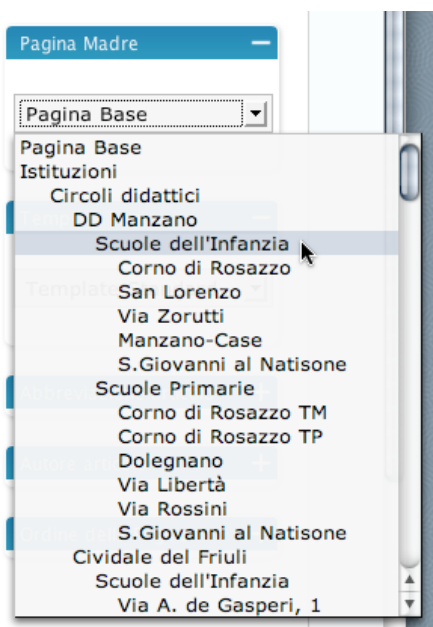 Pagina Madre
Pagina Base
Pagina Base
Istituzioni
Circoli didattici
DD Manzano
Scuole dell'Infanzia
Corno di Rosazzo
San Lorenzo
Via Zorutti
Manzano-Case
S.Giovanni al Natisone
Scuole Primarie
Corno di Rosazzo TM
Corno di Rosazzo TP
Dolegnano
Via Libertà
Via Rossini
S.Giovanni al Natisone
Cividale del Friuli
Scuole dell'Infanzia
Via A. de Gasperi, 1